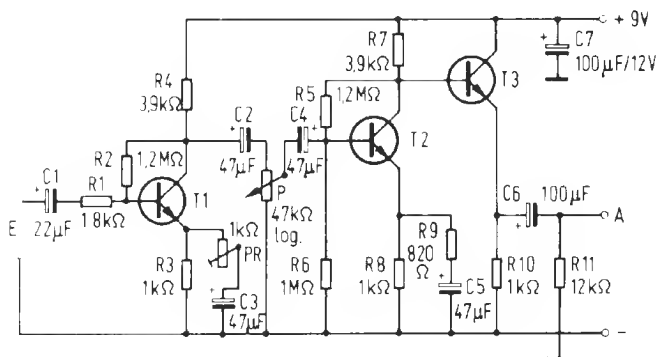 + 9V
R7
3,9kΩ
C7
100µF/12V
R4
3,9kΩ
R5
1,2MΩ
T3
C2
47µF
C4
47µF
T2
C1
22µF
R1
1,8kΩ
R2
1,2MΩ
T1
P
47kΩ
log.
C6
100µF
A
E
1kΩ
PR
R3
1kΩ
C3
47µF
R6
1MΩ
R8
1kΩ
R9
820
Ω
C5
47µF
R10
1kΩ
R11
12kΩ
–